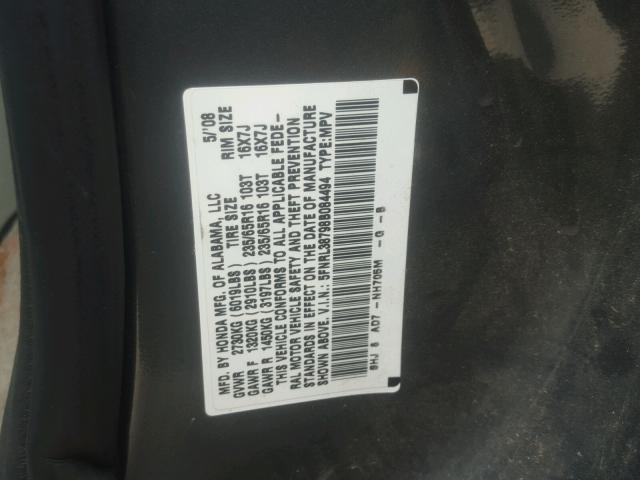 MFD. BY HONDA MFG. OF ALABAMA, LLC 5/'08
TIRE SIZE RIM SIZE
GVWR 2730KG (6019LBS)
GAWR F 1320KG (2910LBS) 235/65R16 103T 16X7J
GAWR R 1450KG (3197LBS) 235/65R16 103T 16X7J
THIS VEHICLE CONFORMS TO ALL APPLICABLE FEDE-
RAL MOTOR VEHICLE SAFETY AND THEFT PREVENTION
STANDARDS IN EFFECT ON THE DATE OF MANUFACTURE
SHOWN ABOVE. V.I.N.: 5FNRL38798B084494 TYPE:MPV
SHJ 8 AD7 -NH705M -G -B